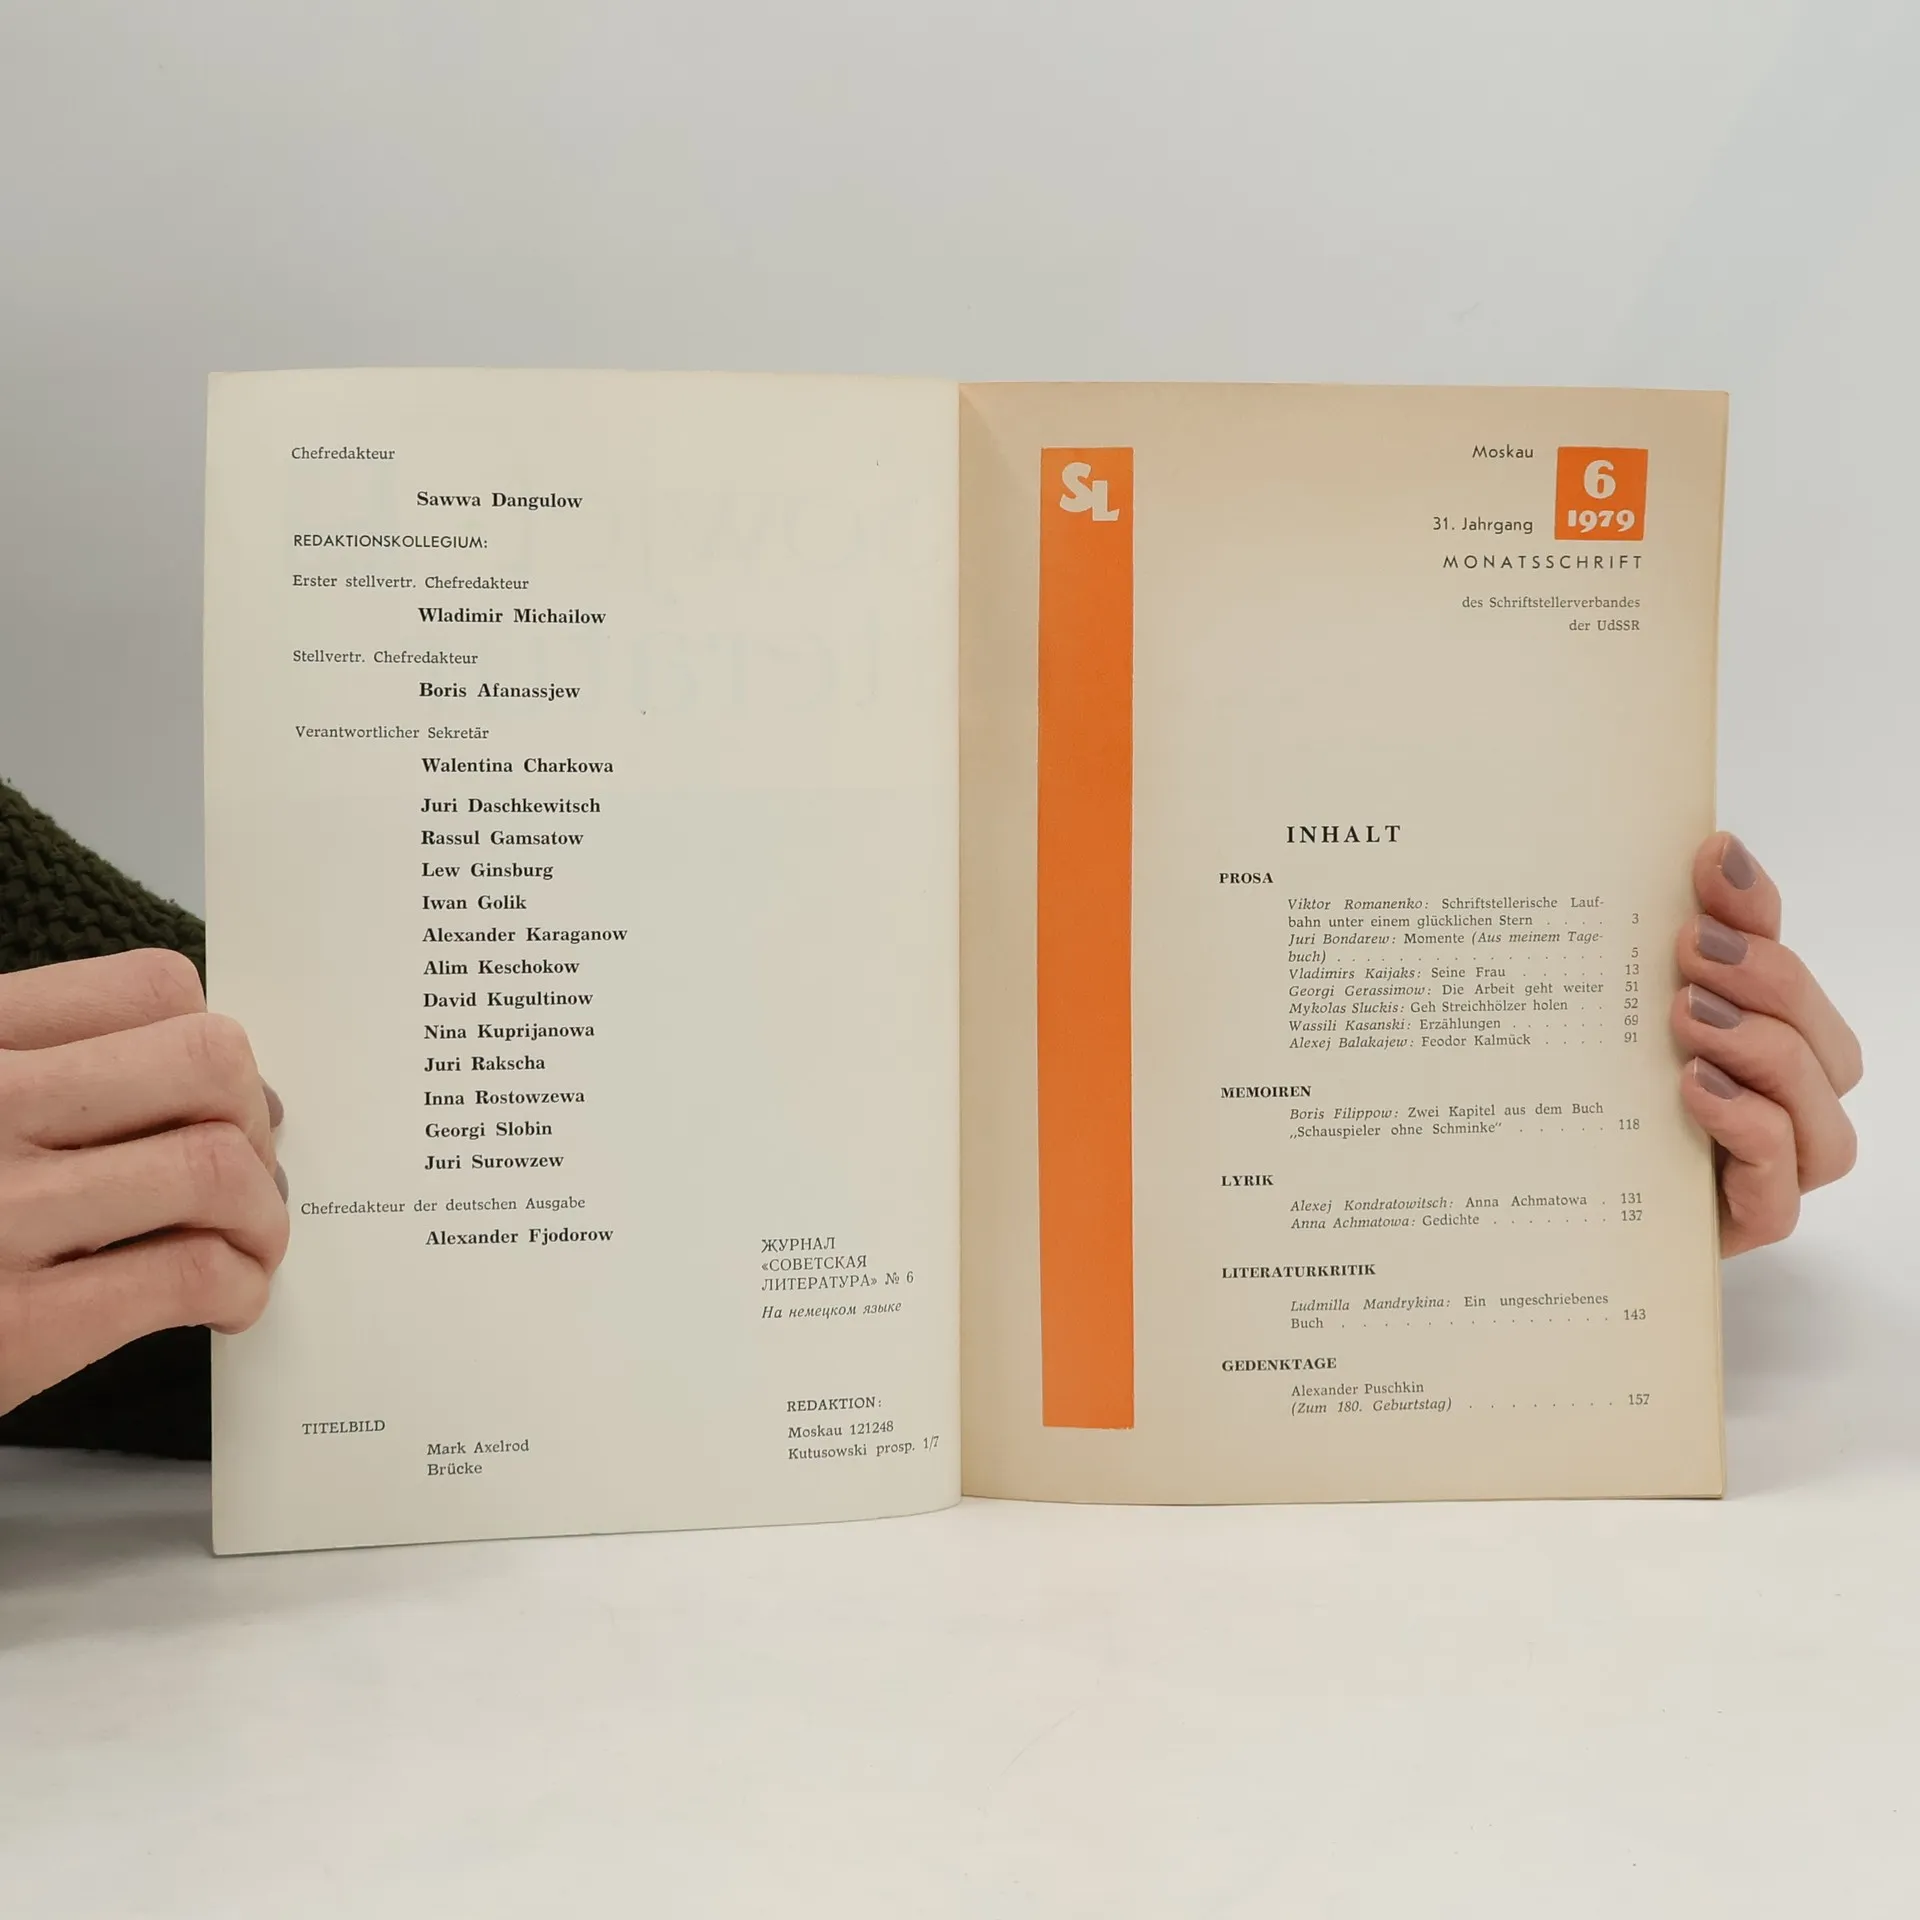 Chefredakteur
Sawwa Dangulow
REDAKTIONSKOLLEGIUM:
Erster stellvertr. Chefredakteur
Wladimir Michailow
Stellvertr. Chefredakteur
Boris Afanassjew
Verantwortlicher Sekretär
Walentina Charkowa
Juri Daschkewitsch
Rassul Gamsatow
Lew Ginsburg
Iwan Golik
Alexander Karaganow
Alim Keschokow
David Kugultinow
Nina Kuprijanowa
Juri Rakscha
Inna Rostowzewa
Georgi Slobin
Juri Surowzew
Chefredakteur der deutschen Ausgabe
Alexander Fjodorow
ЖУРНАЛ
«СОВЕТСКАЯ
ЛИТЕРАТУРА» № 6
На немецком языке
TITELBILD
Mark Axelrod
Brücke
REDAKTION:
Moskau 121248
Kutusowski prosp. 1/7
SL
Moskau
6
31. Jahrgang
1979
MONATSSCHRIFT
des Schriftstellerverbandes
der UdSSR
INHALT
PROSA
Viktor Romanenko: Schriftstellerische Lauf-
bahn unter einem glücklichen Stern . . . . 3
Juri Bondarew: Momente (Aus meinem Tage-
buch) . . . . . . . . . . . . . . . . 5
Vladimirs Kaijaks: Seine Frau . . . . . 13
Georgi Gerassimow: Die Arbeit geht weiter 51
Mykolas Sluckis: Geh Streichhölzer holen . . 52
Wassili Kasanski: Erzählungen . . . . . . 69
Alexej Balakajew: Feodor Kalmück . . . . 91
MEMOIREN
Boris Filippow: Zwei Kapitel aus dem Buch
„Schauspieler ohne Schminke“ . . . . . 118
LYRIK
Alexej Kondratowitsch: Anna Achmatowa . 131
Anna Achmatowa: Gedichte . . . . . . . 137
LITERATURKRITIK
Ludmilla Mandrykina: Ein ungeschriebenes
Buch . . . . . . . . . . . . . . 143
GEDENKTAGE
Alexander Puschkin
(Zum 180. Geburtstag) . . . . . . . . 157